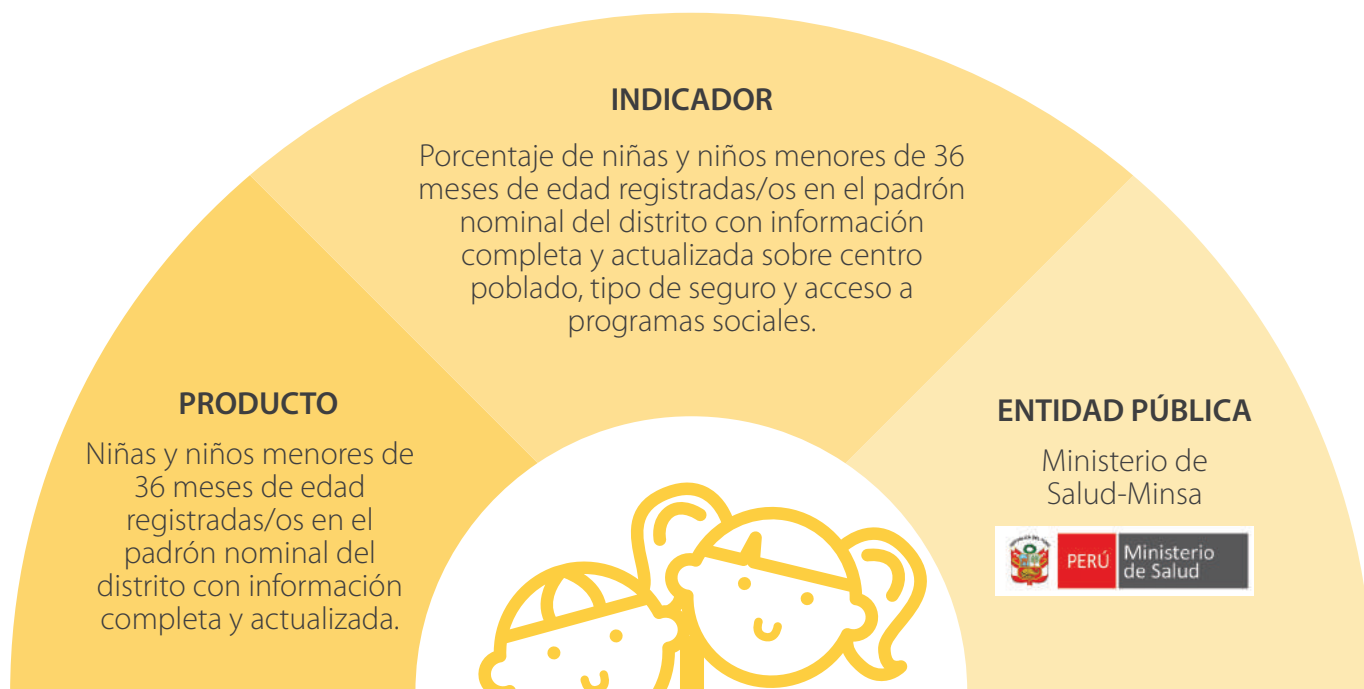 INDICADOR
Porcentaje de niñas y niños menores de 36
meses de edad registradas/os en el padrón
nominal del distrito con información
completa y actualizada sobre centro
poblado, tipo de seguro y acceso a
programas sociales.
PRODUCTO
Niñas y niños menores de
36 meses de edad
registradas/os en el
padrón nominal del
distrito con información
completa y actualizada.
ENTIDAD PÚBLICA
Ministerio de
Salud-Minsa
PERÚ
Ministerio
de Salud